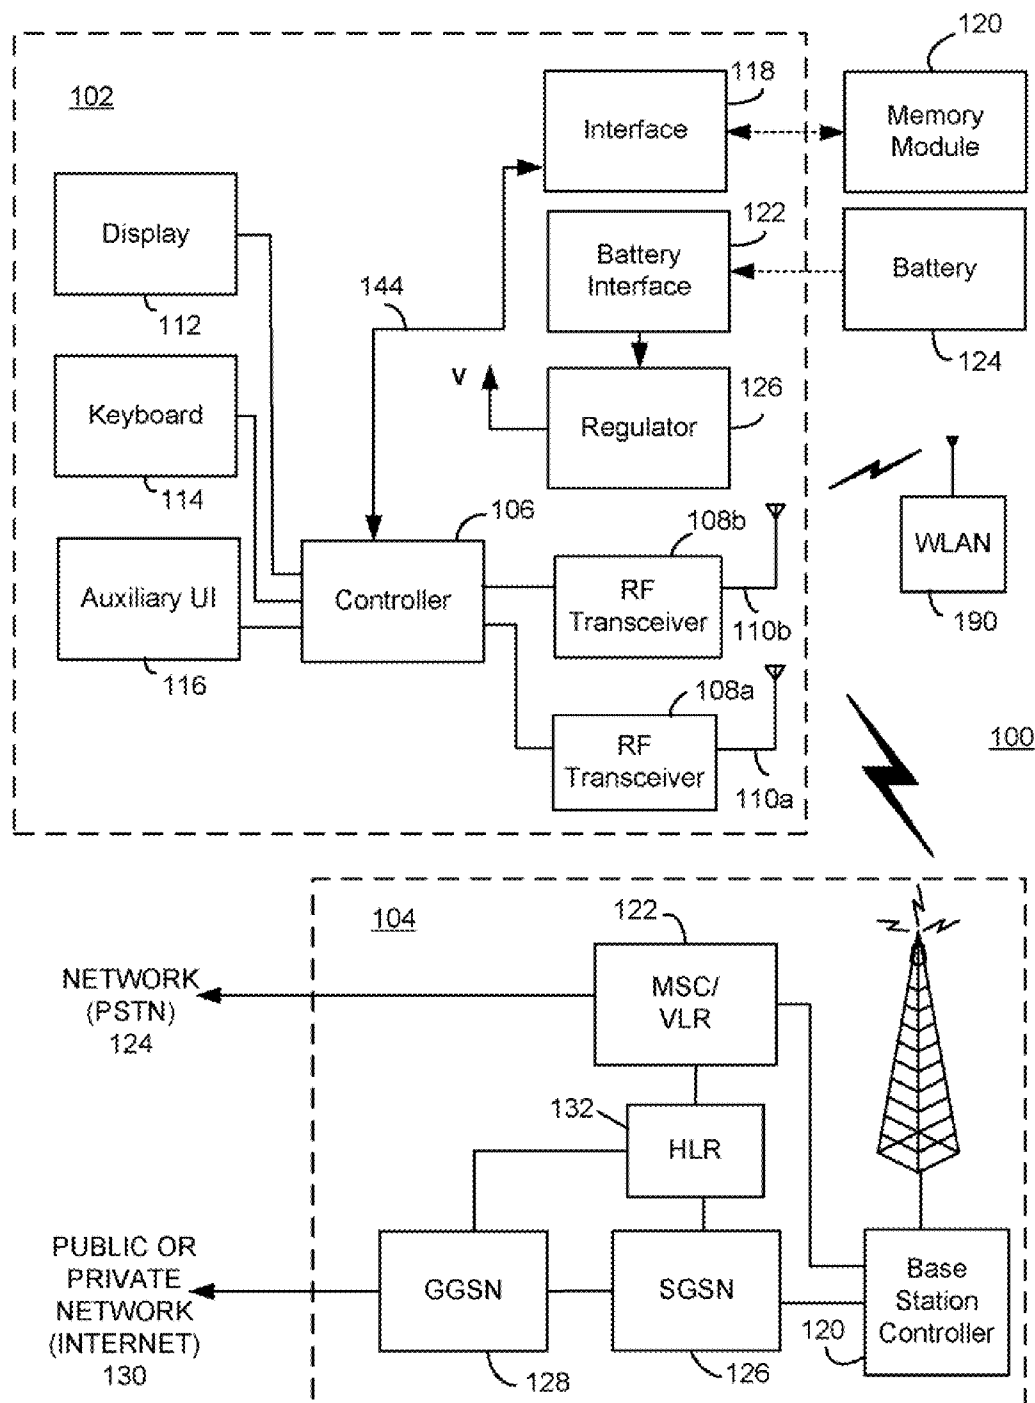 120
102
118
Interface
Memory
Module
Display
112
122
Battery
Interface
Battery
124
144
V
126
Regulator
Keyboard
114
106
108b
WLAN
190
Auxiliary UI
116
Controller
RF
Transceiver
110b
108a
RF
Transceiver
110a
100
104
122
MSC/
VLR
NETWORK
(PSTN)
124
132
HLR
PUBLIC OR
PRIVATE
NETWORK
(INTERNET)
130
GGSN
128
SGSN
126
Base
Station
Controller
120